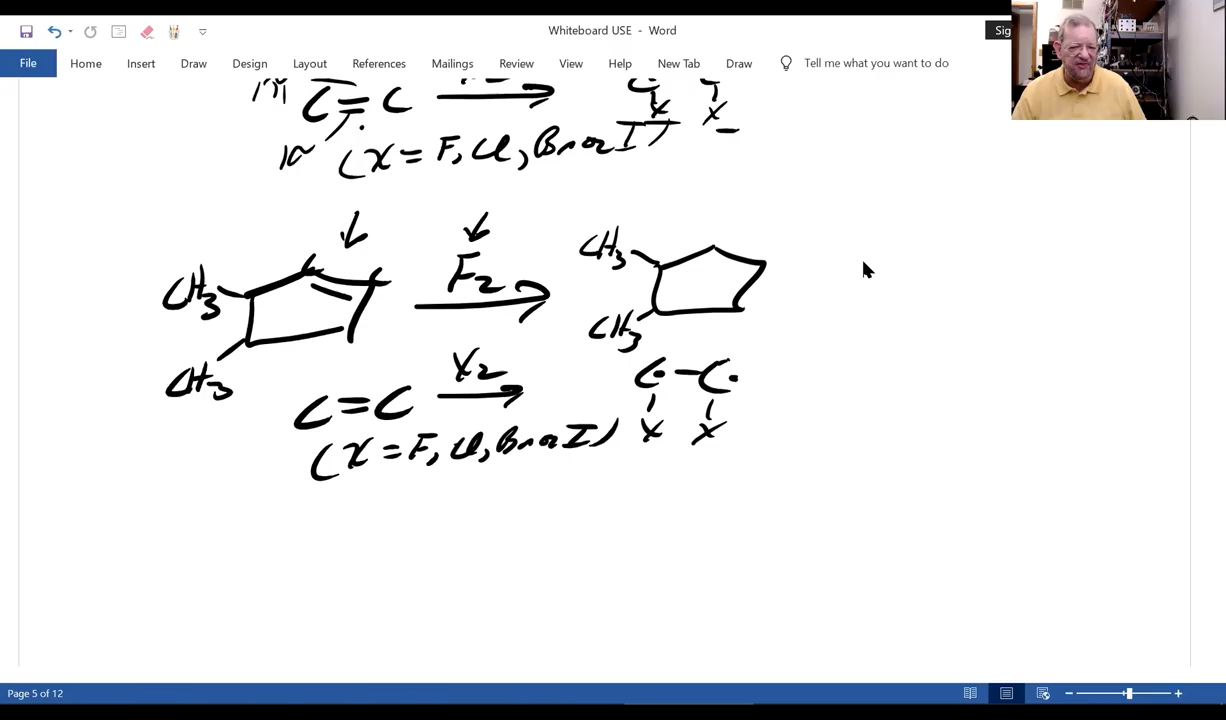 Whiteboard USE - Word
Sig
File Home Insert Draw Design Layout References Mailings Review View Help New Tab Draw Tell me what you want to do
C=C
X X
(X = F, Cl, Br or I)
CH3 F2 CH3
CH3 CH3
C=C X2 C-C
X X
(X = F, Cl, Br or I)
Page 5 of 12